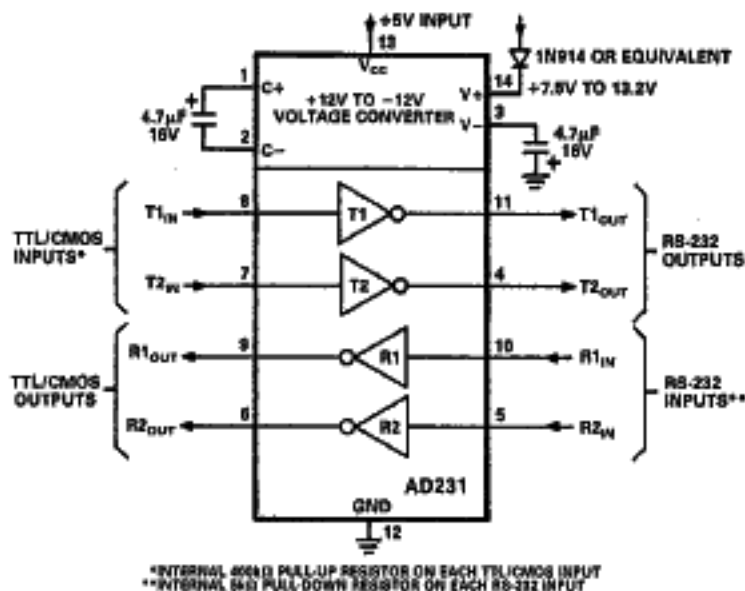 +5V INPUT
13
VCC
1N914 OR EQUIVALENT
14
V+
+7.5V TO 13.2V
1
C+
+
4.7µF
16V
2
C–
+12V TO –12V
VOLTAGE CONVERTER
V–
3
4.7µF
16V
+
TTL/CMOS
INPUTS*
T1IN
8
T1
11
T1OUT
T2IN
7
T2
4
T2OUT
RS-232
OUTPUTS
TTL/CMOS
OUTPUTS
R1OUT
9
R1
10
R1IN
R2OUT
6
R2
5
R2IN
RS-232
INPUTS**
AD231
GND
12
*INTERNAL 400kΩ PULL-UP RESISTOR ON EACH TTL/CMOS INPUT
**INTERNAL 5kΩ PULL-DOWN RESISTOR ON EACH RS-232 INPUT